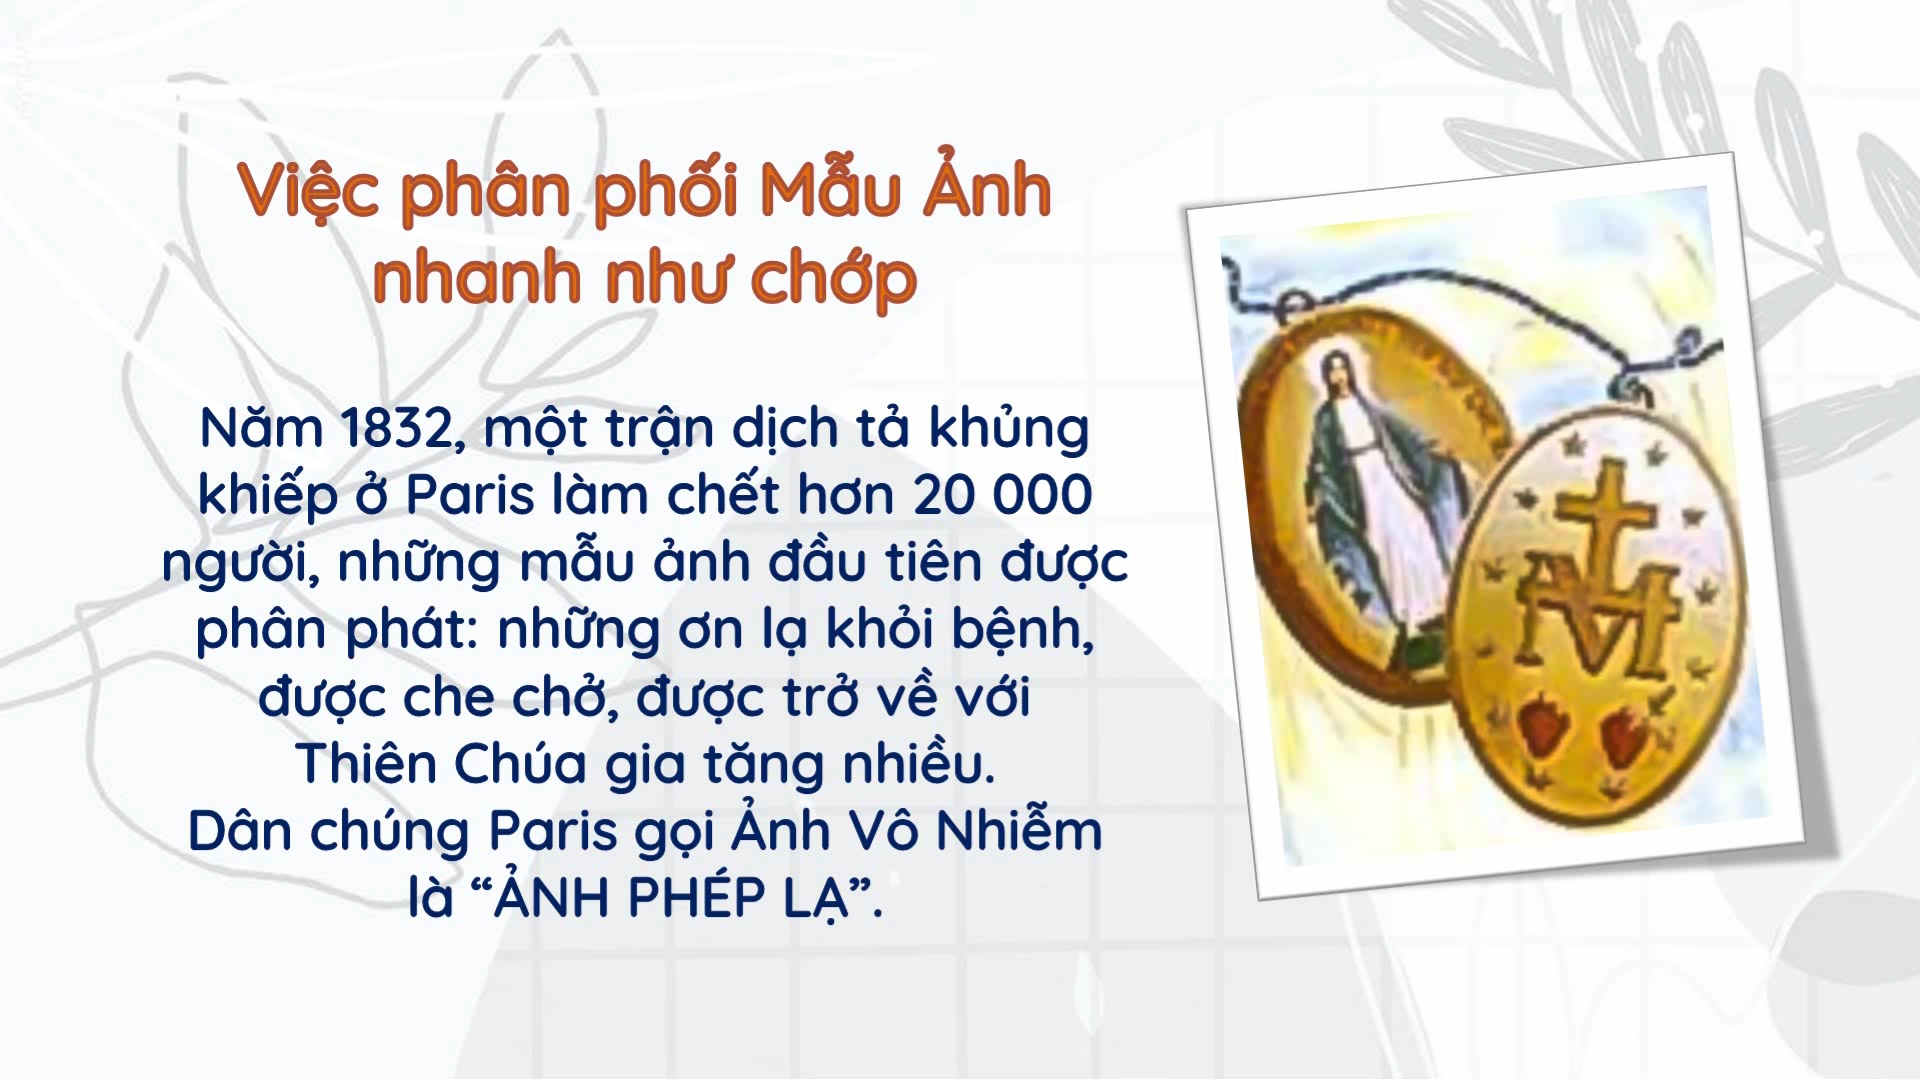 Việc phân phối Mẫu Ảnh
nhanh như chớp
Năm 1832, một trận dịch tả khủng
khiếp ở Paris làm chết hơn 20 000
người, những mẫu ảnh đầu tiên được
phân phát: những ơn lạ khỏi bệnh,
được che chở, được trở về với
Thiên Chúa gia tăng nhiều.
Dân chúng Paris gọi Ảnh Vô Nhiễm
là “ẢNH PHÉP LẠ”.